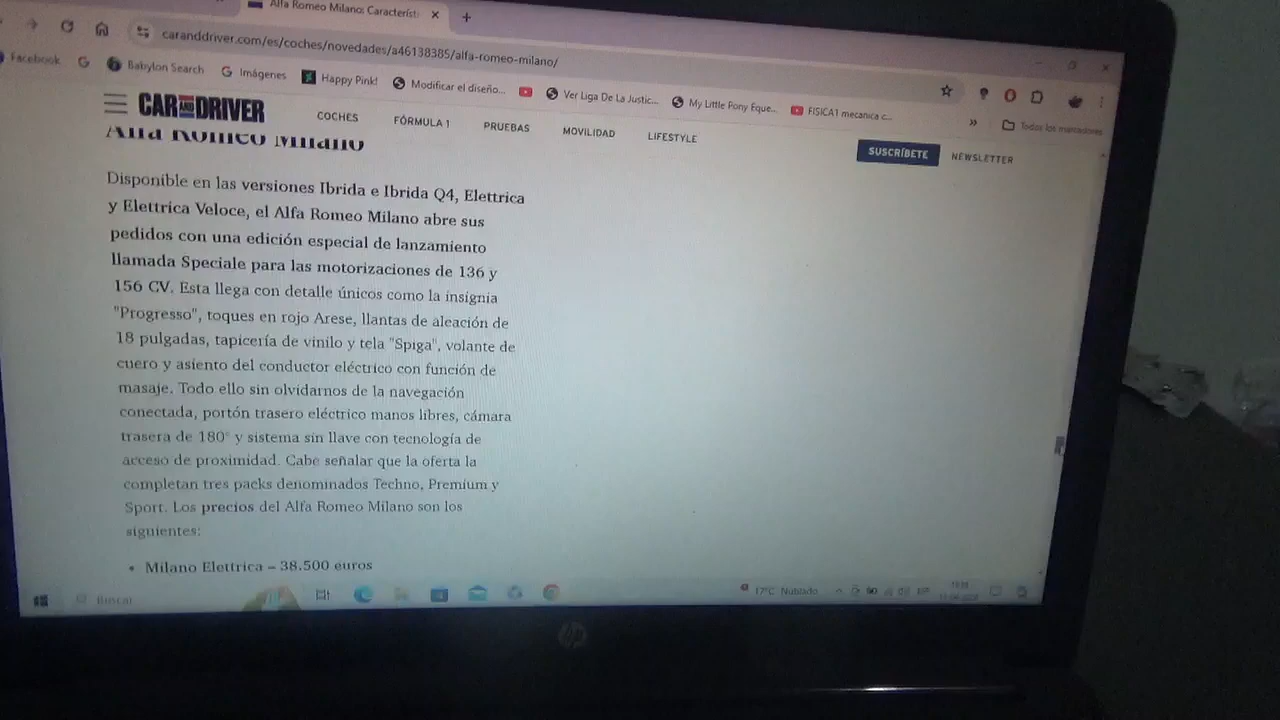 Alfa Romeo Milano: Característi
caranddriver.com/es/coches/novedades/a46138385/alfa-romeo-milano/
Facebook
Babylon Search
Imágenes
Happy Pink!
Modificar el diseño...
Ver Liga De La Justic...
My Little Pony Eque...
FISICA1 mecanica c...
»
Todos los marcadores
CAR AND DRIVER
COCHES
FÓRMULA 1
PRUEBAS
MOVILIDAD
LIFESTYLE
SUSCRÍBETE
NEWSLETTER
Alfa Romeo Milano
Disponible en las versiones Ibrida e Ibrida Q4, Elettrica
y Elettrica Veloce, el Alfa Romeo Milano abre sus
pedidos con una edición especial de lanzamiento
llamada Speciale para las motorizaciones de 136 y
156 CV. Esta llega con detalle únicos como la insignia
"Progresso", toques en rojo Arese, llantas de aleación de
18 pulgadas, tapicería de vinilo y tela "Spiga", volante de
cuero y asiento del conductor eléctrico con función de
masaje. Todo ello sin olvidarnos de la navegación
conectada, portón trasero eléctrico manos libres, cámara
trasera de 180° y sistema sin llave con tecnología de
acceso de proximidad. Cabe señalar que la oferta la
completan tres packs denominados Techno, Premium y
Sport. Los precios del Alfa Romeo Milano son los
siguientes:
• Milano Elettrica – 38.500 euros
Buscar
17°C Nublado
hp